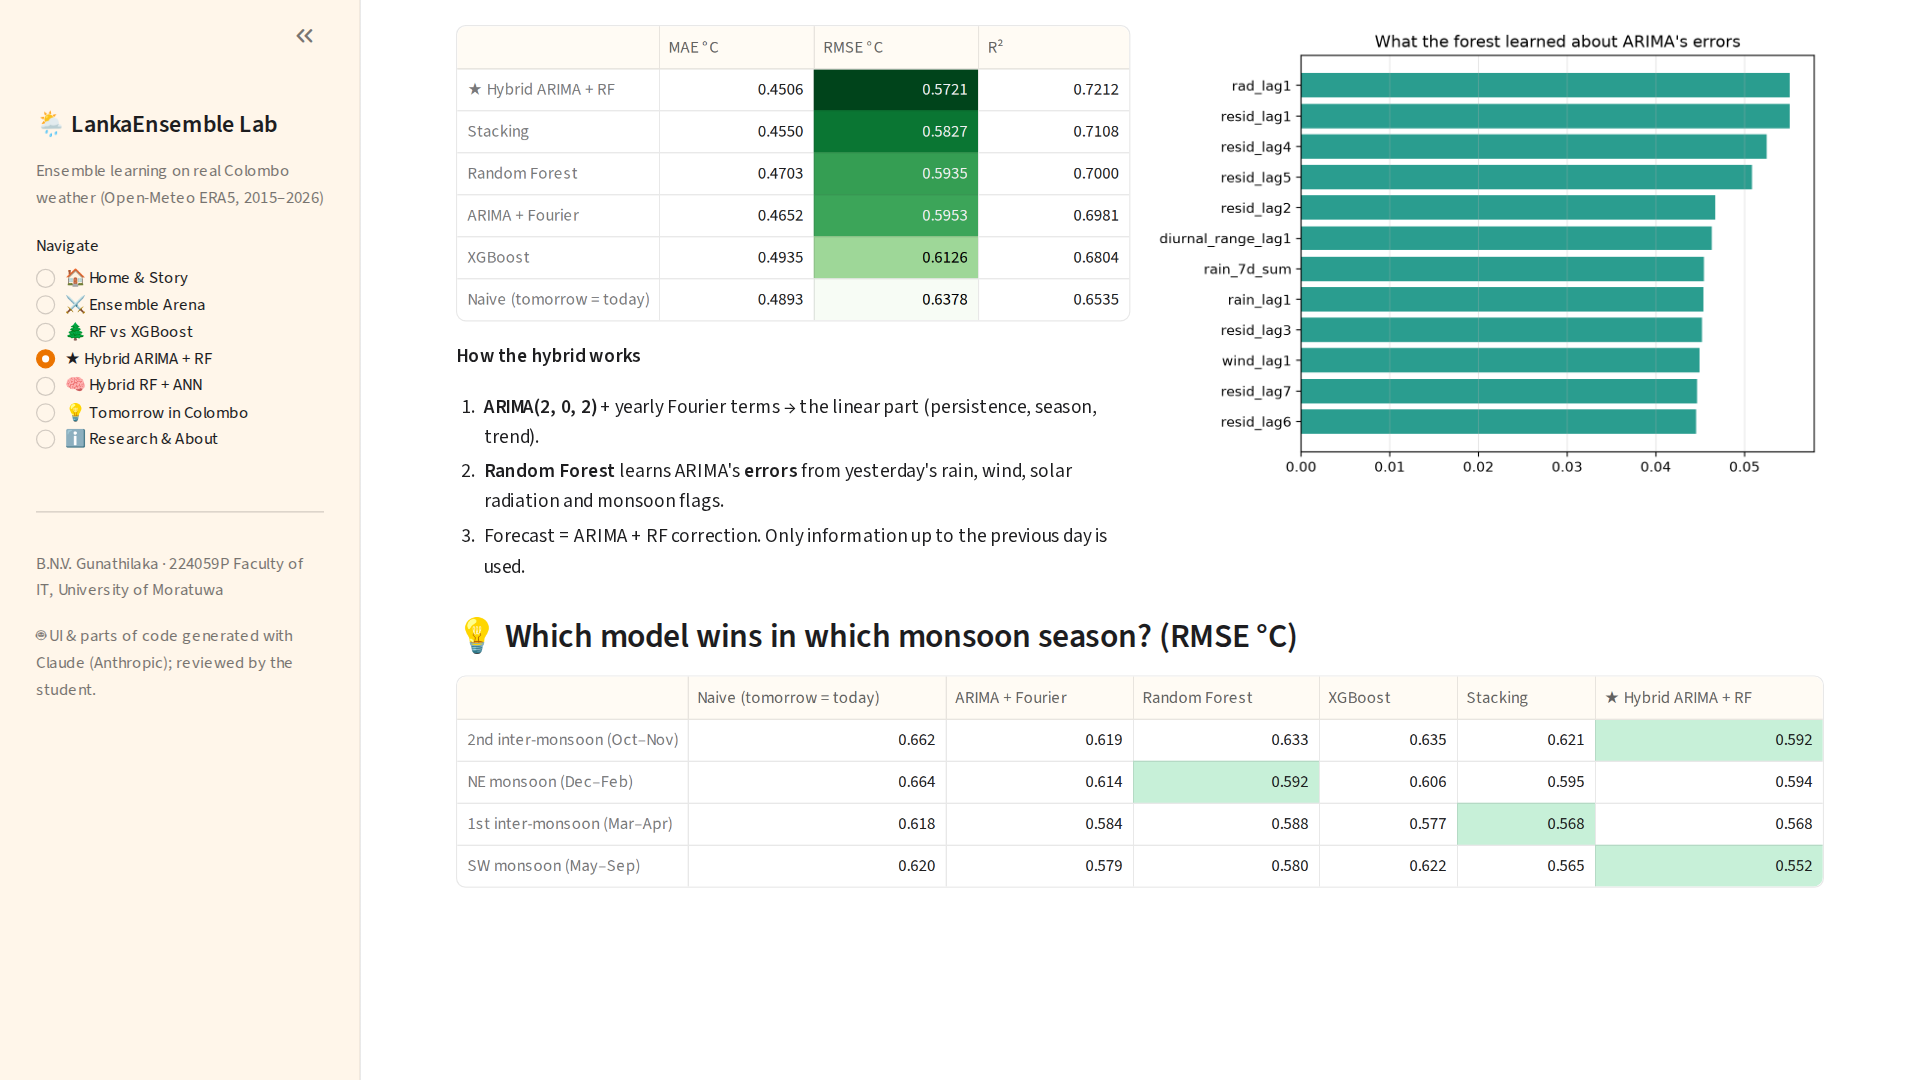 🌦️ LankaEnsemble Lab
Ensemble learning on real Colombo
weather (Open-Meteo ERA5, 2015–2026)
Navigate
🏠 Home & Story
⚔️ Ensemble Arena
🌲 RF vs XGBoost
★ Hybrid ARIMA + RF
🧠 Hybrid RF + ANN
💡 Tomorrow in Colombo
ℹ️ Research & About
B.N.V. Gunathilaka · 224059P Faculty of
IT, University of Moratuwa
UI & parts of code generated with
Claude (Anthropic); reviewed by the
student.
MAE °C RMSE °C R²
★ Hybrid ARIMA + RF 0.4506 0.5721 0.7212
Stacking 0.4550 0.5827 0.7108
Random Forest 0.4703 0.5935 0.7000
ARIMA + Fourier 0.4652 0.5953 0.6981
XGBoost 0.4935 0.6126 0.6804
Naive (tomorrow = today) 0.4893 0.6378 0.6535
How the hybrid works
1. ARIMA(2, 0, 2) + yearly Fourier terms → the linear part (persistence, season,
trend).
2. Random Forest learns ARIMA's errors from yesterday's rain, wind, solar
radiation and monsoon flags.
3. Forecast = ARIMA + RF correction. Only information up to the previous day is
used.
What the forest learned about ARIMA's errors
rad_lag1
resid_lag1
resid_lag4
resid_lag5
resid_lag2
diurnal_range_lag1
rain_7d_sum
rain_lag1
resid_lag3
wind_lag1
resid_lag7
resid_lag6
0.00 0.01 0.02 0.03 0.04 0.05
💡 Which model wins in which monsoon season? (RMSE °C)
Naive (tomorrow = today) ARIMA + Fourier Random Forest XGBoost Stacking ★ Hybrid ARIMA + RF
2nd inter-monsoon (Oct–Nov) 0.662 0.619 0.633 0.635 0.621 0.592
NE monsoon (Dec–Feb) 0.664 0.614 0.592 0.606 0.595 0.594
1st inter-monsoon (Mar–Apr) 0.618 0.584 0.588 0.577 0.568 0.568
SW monsoon (May–Sep) 0.620 0.579 0.580 0.622 0.565 0.552